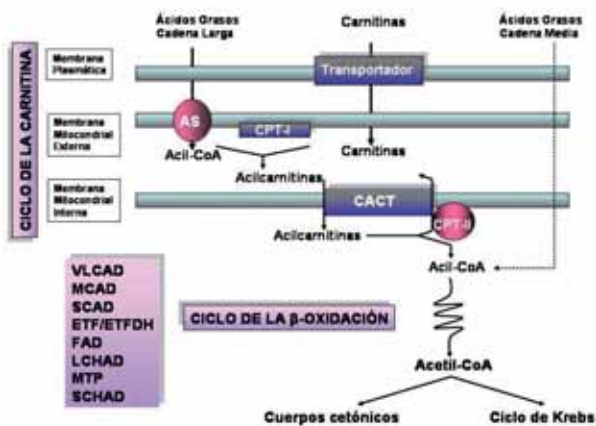 Ácidos Grasos
Cadena Larga
Carnitinas
Ácidos Grasos
Cadena Media
CICLO DE LA CARNITINA
Membrana
Plasmática
Transportador
Membrana
Mitocondrial
Externa
AS
CPT-I
Acil-CoA
Carnitinas
Acilcarnitinas
Membrana
Mitocondrial
Interna
CACT
CPT-II
Acilcarnitinas
Acil-CoA
VLCAD
MCAD
SCAD
ETF/ETFDH
FAD
LCHAD
MTP
SCHAD
CICLO DE LA β-OXIDACIÓN
Acetil-CoA
Cuerpos cetónicos
Ciclo de Krebs